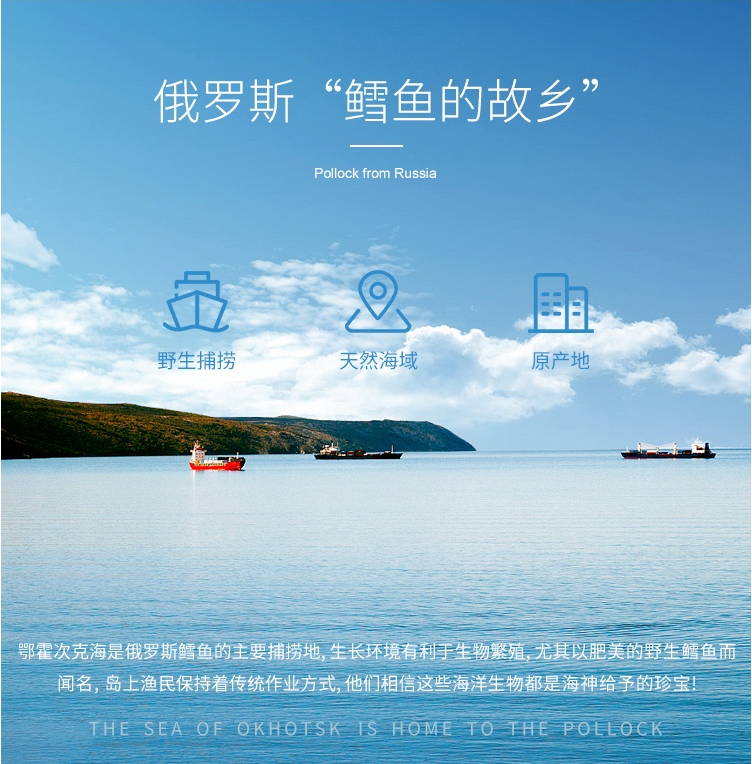 俄罗斯“鳕鱼的故乡”
Pollock from Russia
野生捕捞
天然海域
原产地
鄂霍次克海是俄罗斯鳕鱼的主要捕捞地, 生长环境有利于生物繁殖, 尤其以肥美的野生鳕鱼而
闻名, 岛上渔民保持着传统作业方式, 他们相信这些海洋生物都是海神给予的珍宝!
THE SEA OF OKHOTSK IS HOME TO THE POLLOCK